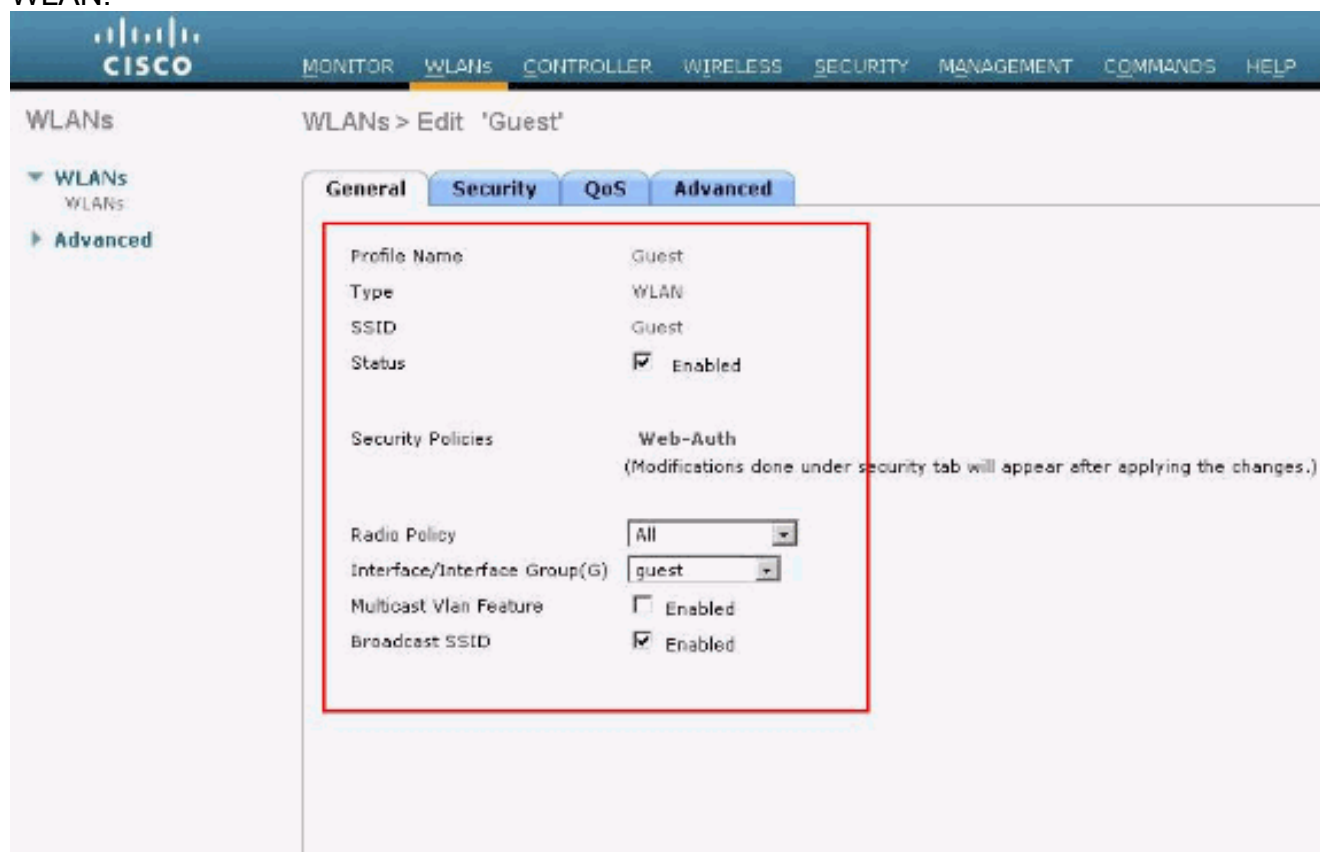 WLAN.
CISCO
MONITOR WLANs CONTROLLER WIRELESS SECURITY MANAGEMENT COMMANDS HELP
WLANs
WLANs > Edit 'Guest'
WLANs
WLANs
Advanced
General Security QoS Advanced
Profile Name Guest
Type WLAN
SSID Guest
Status Enabled
Security Policies Web-Auth
(Modifications done under security tab will appear after applying the changes.)
Radio Policy All
Interface/Interface Group(G) guest
Multicast Vlan Feature Enabled
Broadcast SSID Enabled